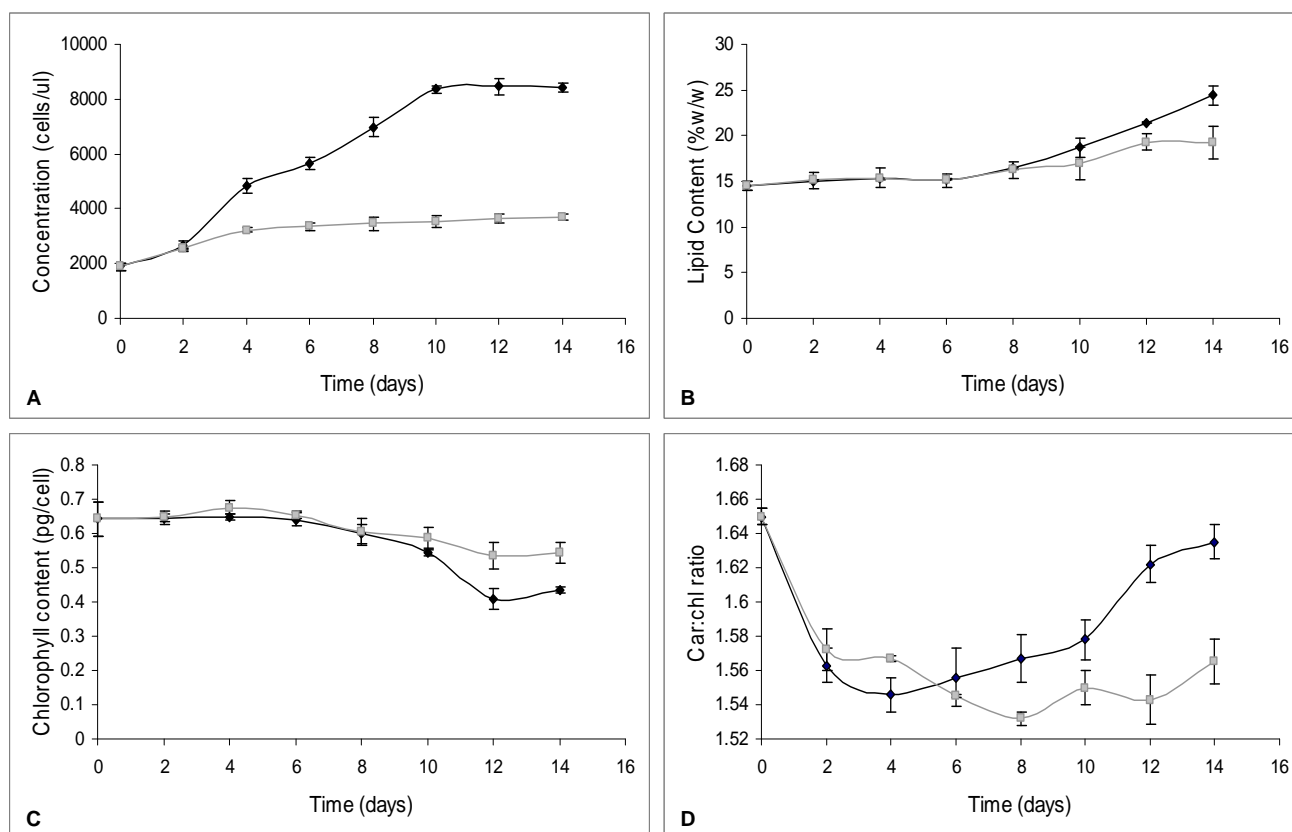 10000
8000
6000
4000
2000
0
0 2 4 6 8 10 12 14 16
Concentration (cells/ul)
Time (days)
A
30
25
20
15
10
5
0
0 2 4 6 8 10 12 14 16
Lipid Content (%w/w)
Time (days)
B
0.8
0.7
0.6
0.5
0.4
0.3
0.2
0.1
0
0 2 4 6 8 10 12 14 16
Chlorophyll content (pg/cell)
Time (days)
C
1.68
1.66
1.64
1.62
1.6
1.58
1.56
1.54
1.52
0 2 4 6 8 10 12 14 16
Car:chl ratio
Time (days)
D